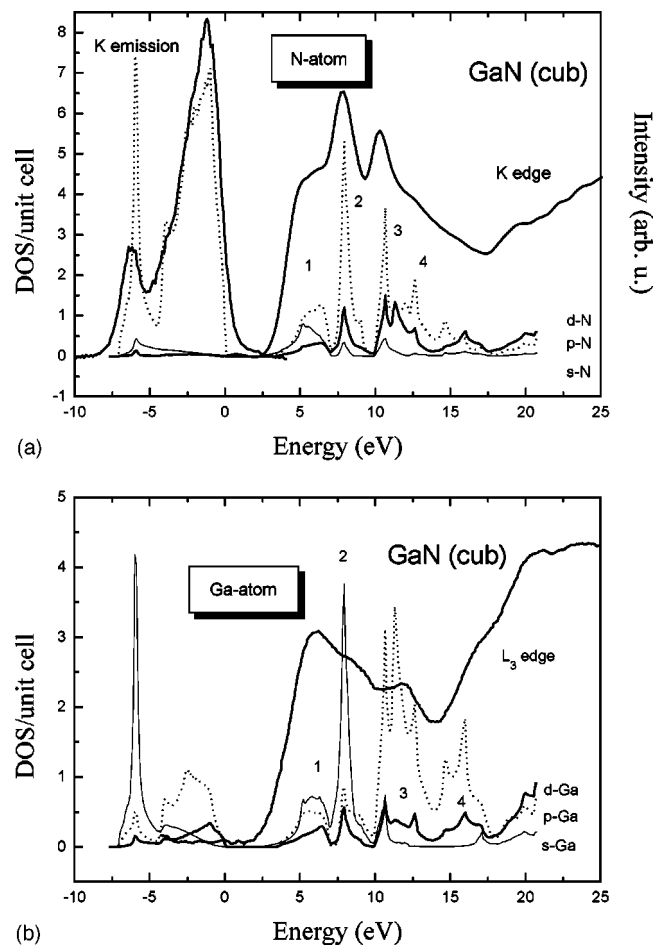 8
7
6
5
4
3
2
1
0
-1
DOS/unit cell
K emission
N-atom
GaN (cub)
K edge
Intensity (arb. u.)
1
2
3
4
d-N
p-N
s-N
-10 -5 0 5 10 15 20 25
(a) Energy (eV)
5
4
3
2
1
0
DOS/unit cell
2
GaN (cub)
Ga-atom
L3 edge
1
3
4
d-Ga
p-Ga
s-Ga
-10 -5 0 5 10 15 20 25
(b) Energy (eV)